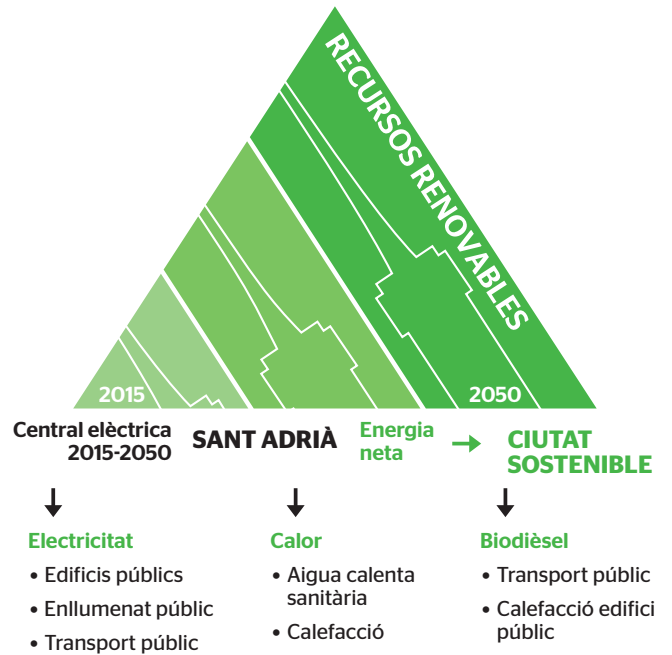 RECURSOS RENOVABLES
2015
2050
Central elèctrica
2015-2050
SANT ADRIÀ
Energia
neta
→
CIUTAT
SOSTENIBLE
Electricitat
• Edificis públics
• Enllumenat públic
• Transport públic
Calor
• Aigua calenta
sanitària
• Calefacció
Biodièsel
• Transport públic
• Calefacció edifici
públic